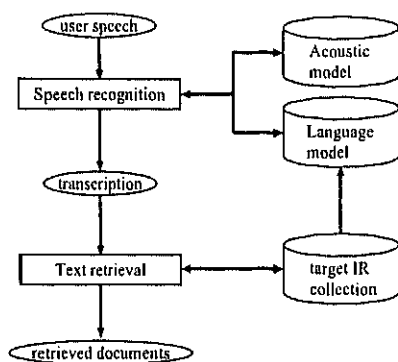 user speech
Acoustic
model
Speech recognition
Language
model
transcription
Text retrieval
target IR
collection
retrieved documents